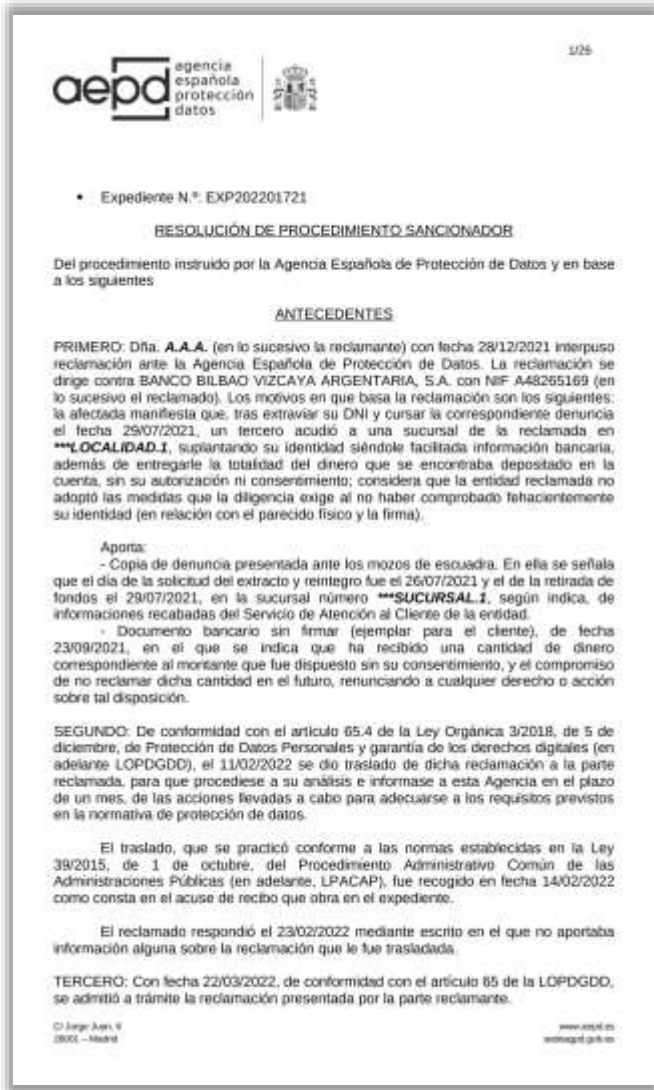 1/26
aepd
agencia
española
protección
datos
• Expediente N.º: EXP202201721
RESOLUCIÓN DE PROCEDIMIENTO SANCIONADOR
Del procedimiento instruido por la Agencia Española de Protección de Datos y en base
a los siguientes
ANTECEDENTES
PRIMERO: Dña. A.A.A. (en lo sucesivo la reclamante) con fecha 28/12/2021 interpuso
reclamación ante la Agencia Española de Protección de Datos. La reclamación se
dirige contra BANCO BILBAO VIZCAYA ARGENTARIA, S.A. con NIF A48265169 (en
lo sucesivo el reclamado). Los motivos en que basa la reclamación son los siguientes:
la afectada manifiesta que, tras extraviar su DNI y cursar la correspondiente denuncia
el fecha 29/07/2021, un tercero acudió a una sucursal de la reclamada en
***LOCALIDAD.1, suplantando su identidad siéndole facilitada información bancaria,
además de entregarle la totalidad del dinero que se encontraba depositado en la
cuenta, sin su autorización ni consentimiento; considera que la entidad reclamada no
adoptó las medidas que la diligencia exige al no haber comprobado fehacientemente
su identidad (en relación con el parecido físico y la firma).
Aporta:
- Copia de denuncia presentada ante los mozos de escuadra. En ella se señala
que el día de la solicitud del extracto y reintegro fue el 26/07/2021 y el de la retirada de
fondos el 29/07/2021, en la sucursal número ***SUCURSAL.1, según indica, de
informaciones recabadas del Servicio de Atención al Cliente de la entidad.
- Documento bancario sin firmar (ejemplar para el cliente), de fecha
23/09/2021, en el que se indica que ha recibido una cantidad de dinero
correspondiente al montante que fue dispuesto sin su consentimiento, y el compromiso
de no reclamar dicha cantidad en el futuro, renunciando a cualquier derecho o acción
sobre tal disposición.
SEGUNDO: De conformidad con el artículo 65.4 de la Ley Orgánica 3/2018, de 5 de
diciembre, de Protección de Datos Personales y garantía de los derechos digitales (en
adelante LOPDGDD), el 11/02/2022 se dio traslado de dicha reclamación a la parte
reclamada, para que procediese a su análisis e informase a esta Agencia en el plazo
de un mes, de las acciones llevadas a cabo para adecuarse a los requisitos previstos
en la normativa de protección de datos.
El traslado, que se practicó conforme a las normas establecidas en la Ley
39/2015, de 1 de octubre, del Procedimiento Administrativo Común de las
Administraciones Públicas (en adelante, LPACAP), fue recogido en fecha 14/02/2022
como consta en el acuse de recibo que obra en el expediente.
El reclamado respondió el 23/02/2022 mediante escrito en el que no aportaba
información alguna sobre la reclamación que le fue trasladada.
TERCERO: Con fecha 22/03/2022, de conformidad con el artículo 65 de la LOPDGDD,
se admitió a trámite la reclamación presentada por la parte reclamante.
C/ Jorge Juan, 6
28001 – Madrid
www.aepd.es
sedeagpd.gob.es